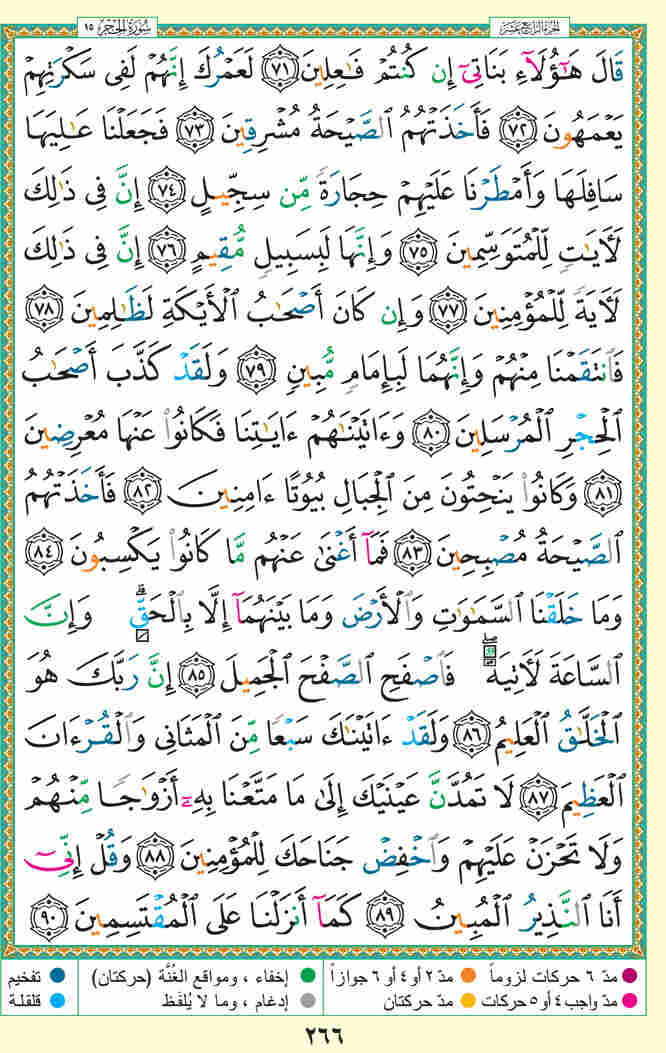 الجزء الرابع عشر
سورة الحجر ١٥
قَالَ هَـٰٓؤُلَآءِ بَنَاتِىٓ إِن كُنتُمْ فَـٰعِلِينَ ٧١ لَعَمْرُكَ إِنَّهُمْ لَفِى سَكْرَتِهِمْ
يَعْمَهُونَ ٧٢ فَأَخَذَتْهُمُ ٱلصَّيْحَةُ مُشْرِقِينَ ٧٣ فَجَعَلْنَا عَـٰلِيَهَا
سَافِلَهَا وَأَمْطَرْنَا عَلَيْهِمْ حِجَارَةً مِّن سِجِّيلٍ ٧٤ إِنَّ فِى ذَٰلِكَ
لَـَٔايَـٰتٍ لِّلْمُتَوَسِّمِينَ ٧٥ وَإِنَّهَا لَبِسَبِيلٍ مُّقِيمٍ ٧٦ إِنَّ فِى ذَٰلِكَ
لَـَٔايَةً لِّلْمُؤْمِنِينَ ٧٧ وَإِن كَانَ أَصْحَـٰبُ ٱلْأَيْكَةِ لَظَـٰلِمِينَ ٧٨
فَٱنتَقَمْنَا مِنْهُمْ وَإِنَّهُمَا لَبِإِمَامٍ مُّبِينٍ ٧٩ وَلَقَدْ كَذَّبَ أَصْحَـٰبُ
ٱلْحِجْرِ ٱلْمُرْسَلِينَ ٨٠ وَءَاتَيْنَـٰهُمْ ءَايَـٰتِنَا فَكَانُوا۟ عَنْهَا مُعْرِضِينَ
٨١ وَكَانُوا۟ يَنْحِتُونَ مِنَ ٱلْجِبَالِ بُيُوتًا ءَامِنِينَ ٨٢ فَأَخَذَتْهُمُ
ٱلصَّيْحَةُ مُصْبِحِينَ ٨٣ فَمَآ أَغْنَىٰ عَنْهُم مَّا كَانُوا۟ يَكْسِبُونَ ٨٤
وَمَا خَلَقْنَا ٱلسَّمَـٰوَٰتِ وَٱلْأَرْضَ وَمَا بَيْنَهُمَآ إِلَّا بِٱلْحَقِّ ۗ وَإِنَّ
ٱلسَّاعَةَ لَـَٔاتِيَةٌ ۖ فَٱصْفَحِ ٱلصَّفْحَ ٱلْجَمِيلَ ٨٥ إِنَّ رَبَّكَ هُوَ
ٱلْخَلَّـٰقُ ٱلْعَلِيمُ ٨٦ وَلَقَدْ ءَاتَيْنَـٰكَ سَبْعًا مِّنَ ٱلْمَثَانِى وَٱلْقُرْءَانَ
ٱلْعَظِيمَ ٨٧ لَا تَمُدَّنَّ عَيْنَيْكَ إِلَىٰ مَا مَتَّعْنَا بِهِۦٓ أَزْوَٰجًا مِّنْهُمْ
وَلَا تَحْزَنْ عَلَيْهِمْ وَٱخْفِضْ جَنَاحَكَ لِلْمُؤْمِنِينَ ٨٨ وَقُلْ إِنِّىٓ
أَنَا ٱلنَّذِيرُ ٱلْمُبِينُ ٨٩ كَمَآ أَنزَلْنَا عَلَى ٱلْمُقْتَسِمِينَ ٩٠
مدّ ٦ حركات لزوماً مدّ ٢ أو ٤ أو ٦ جوازاً إخفاء ، ومواقع الغُنَّة (حركتان) تفخيم
مدّ واجب ٤ أو ٥ حركات مدّ حركتان إدغام ، وما لا يُلفَظ قلقلة
٢٦٦